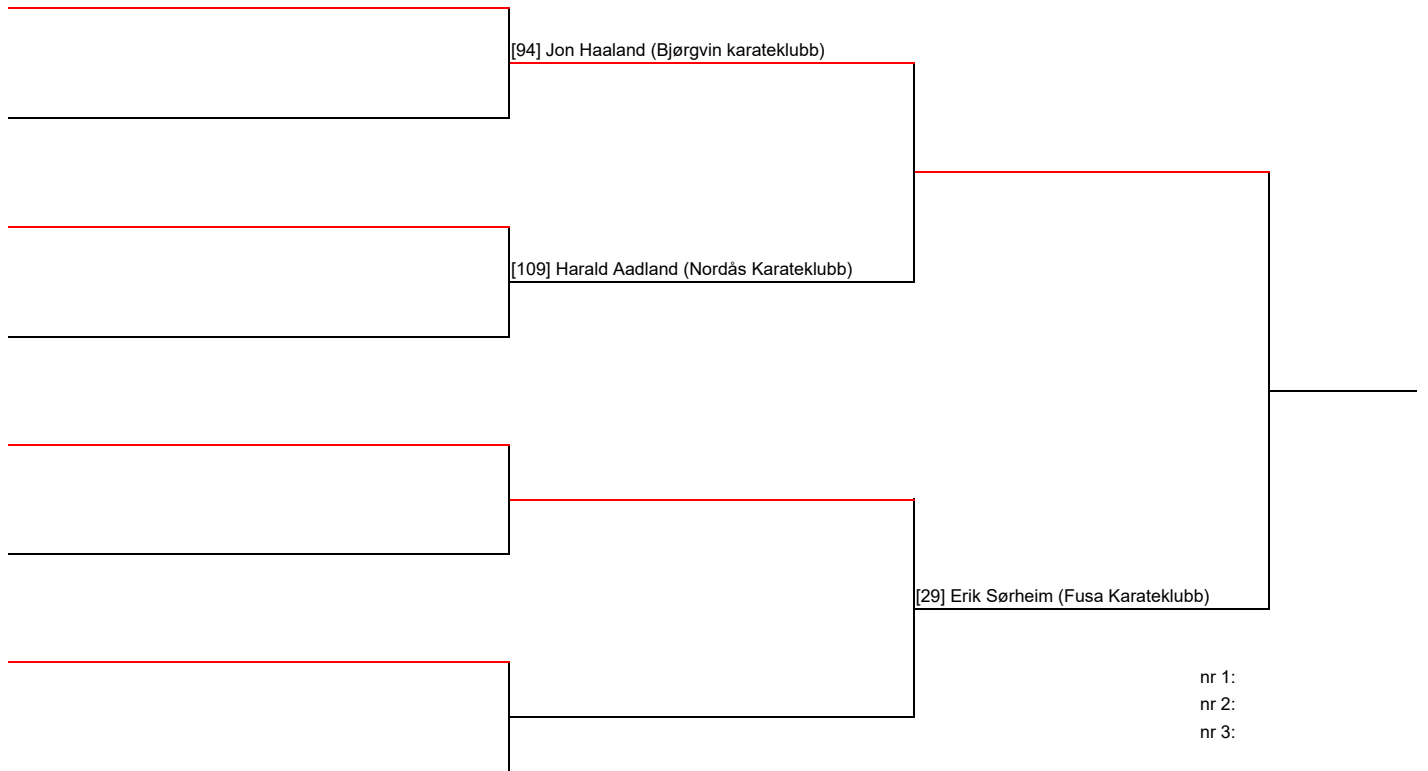 [94] Jon Haaland (Bjørgvin karateklubb)
[109] Harald Aadland (Nordås Karateklubb)
[29] Erik Sørheim (Fusa Karateklubb)
nr 1:
nr 2:
nr 3: